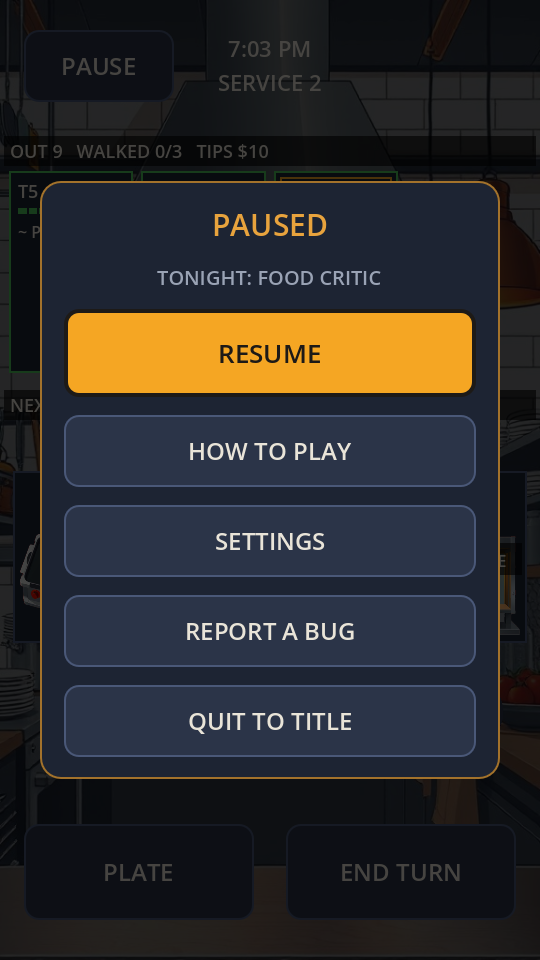 PAUSE
7:03 PM
SERVICE 2
OUT 9 WALKED 0/3 TIPS $10
T5
~ P
PAUSED
TONIGHT: FOOD CRITIC
RESUME
NEX
HOW TO PLAY
SETTINGS
E
REPORT A BUG
QUIT TO TITLE
PLATE
END TURN